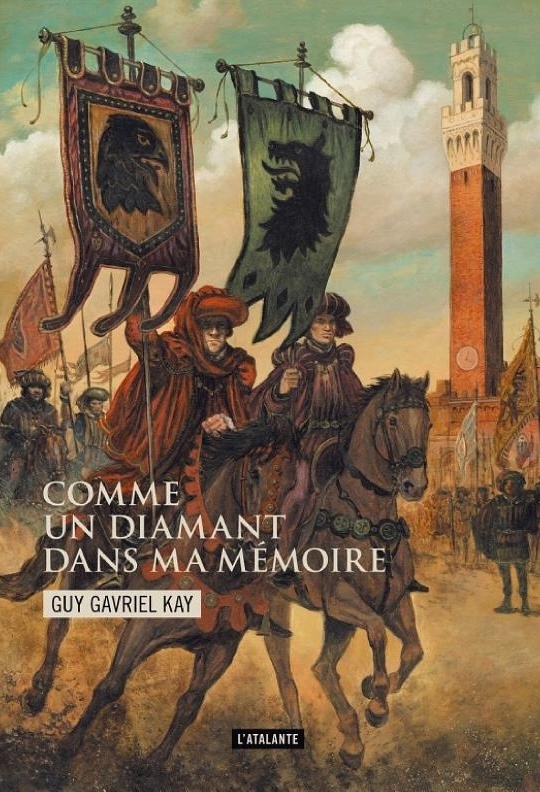 COMME
UN DIAMANT
DANS MA MÉMOIRE
GUY GAVRIEL KAY
L'ATALANTE